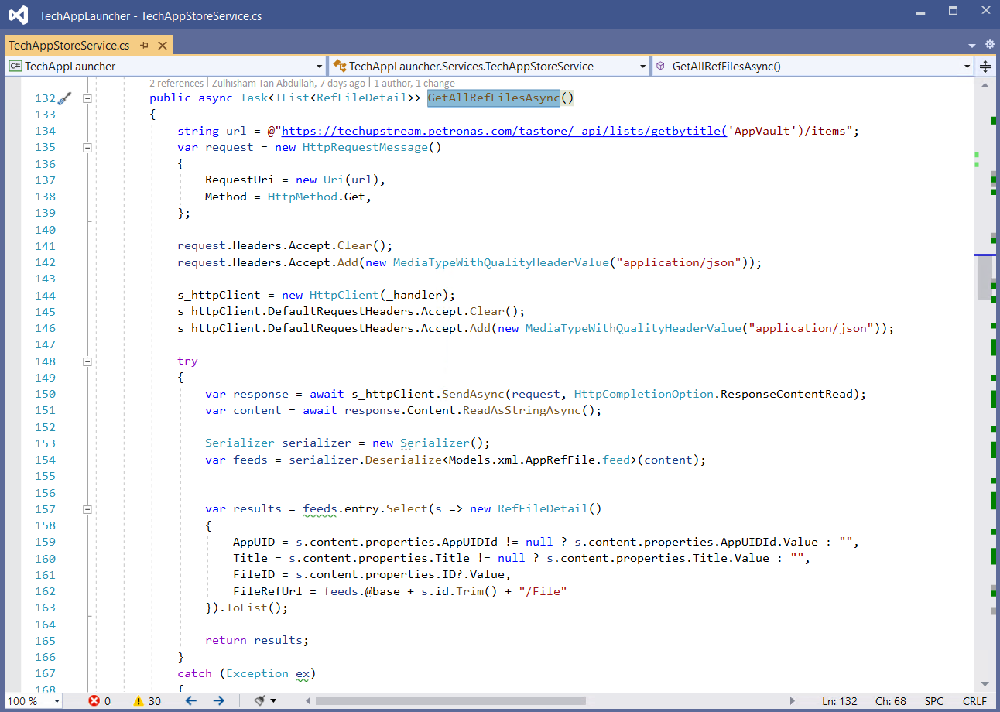 TechAppLauncher - TechAppStoreService.cs
TechAppStoreService.cs
C# TechAppLauncher TechAppLauncher.Services.TechAppStoreService GetAllRefFilesAsync()
2 references | Zulhisham Tan Abdullah, 7 days ago | 1 author, 1 change
132 public async Task<IList<RefFileDetail>> GetAllRefFilesAsync()
133 {
134 string url = @"https://techupstream.petronas.com/tastore/_api/lists/getbytitle('AppVault')/items";
135 var request = new HttpRequestMessage()
136 {
137 RequestUri = new Uri(url),
138 Method = HttpMethod.Get,
139 };
140
141 request.Headers.Accept.Clear();
142 request.Headers.Accept.Add(new MediaTypeWithQualityHeaderValue("application/json"));
143
144 s_httpClient = new HttpClient(_handler);
145 s_httpClient.DefaultRequestHeaders.Accept.Clear();
146 s_httpClient.DefaultRequestHeaders.Accept.Add(new MediaTypeWithQualityHeaderValue("application/json"));
147
148 try
149 {
150 var response = await s_httpClient.SendAsync(request, HttpCompletionOption.ResponseContentRead);
151 var content = await response.Content.ReadAsStringAsync();
152
153 Serializer serializer = new Serializer();
154 var feeds = serializer.Deserialize<Models.xml.AppRefFile.feed>(content);
155
156
157 var results = feeds.entry.Select(s => new RefFileDetail()
158 {
159 AppUID = s.content.properties.AppUIDId != null ? s.content.properties.AppUIDId.Value : "",
160 Title = s.content.properties.Title != null ? s.content.properties.Title.Value : "",
161 FileID = s.content.properties.ID?.Value,
162 FileRefUrl = feeds.@base + s.id.Trim() + "/File"
163 }).ToList();
164
165 return results;
166 }
167 catch (Exception ex)
168 {
100 % 0 30 Ln: 132 Ch: 68 SPC CRLF